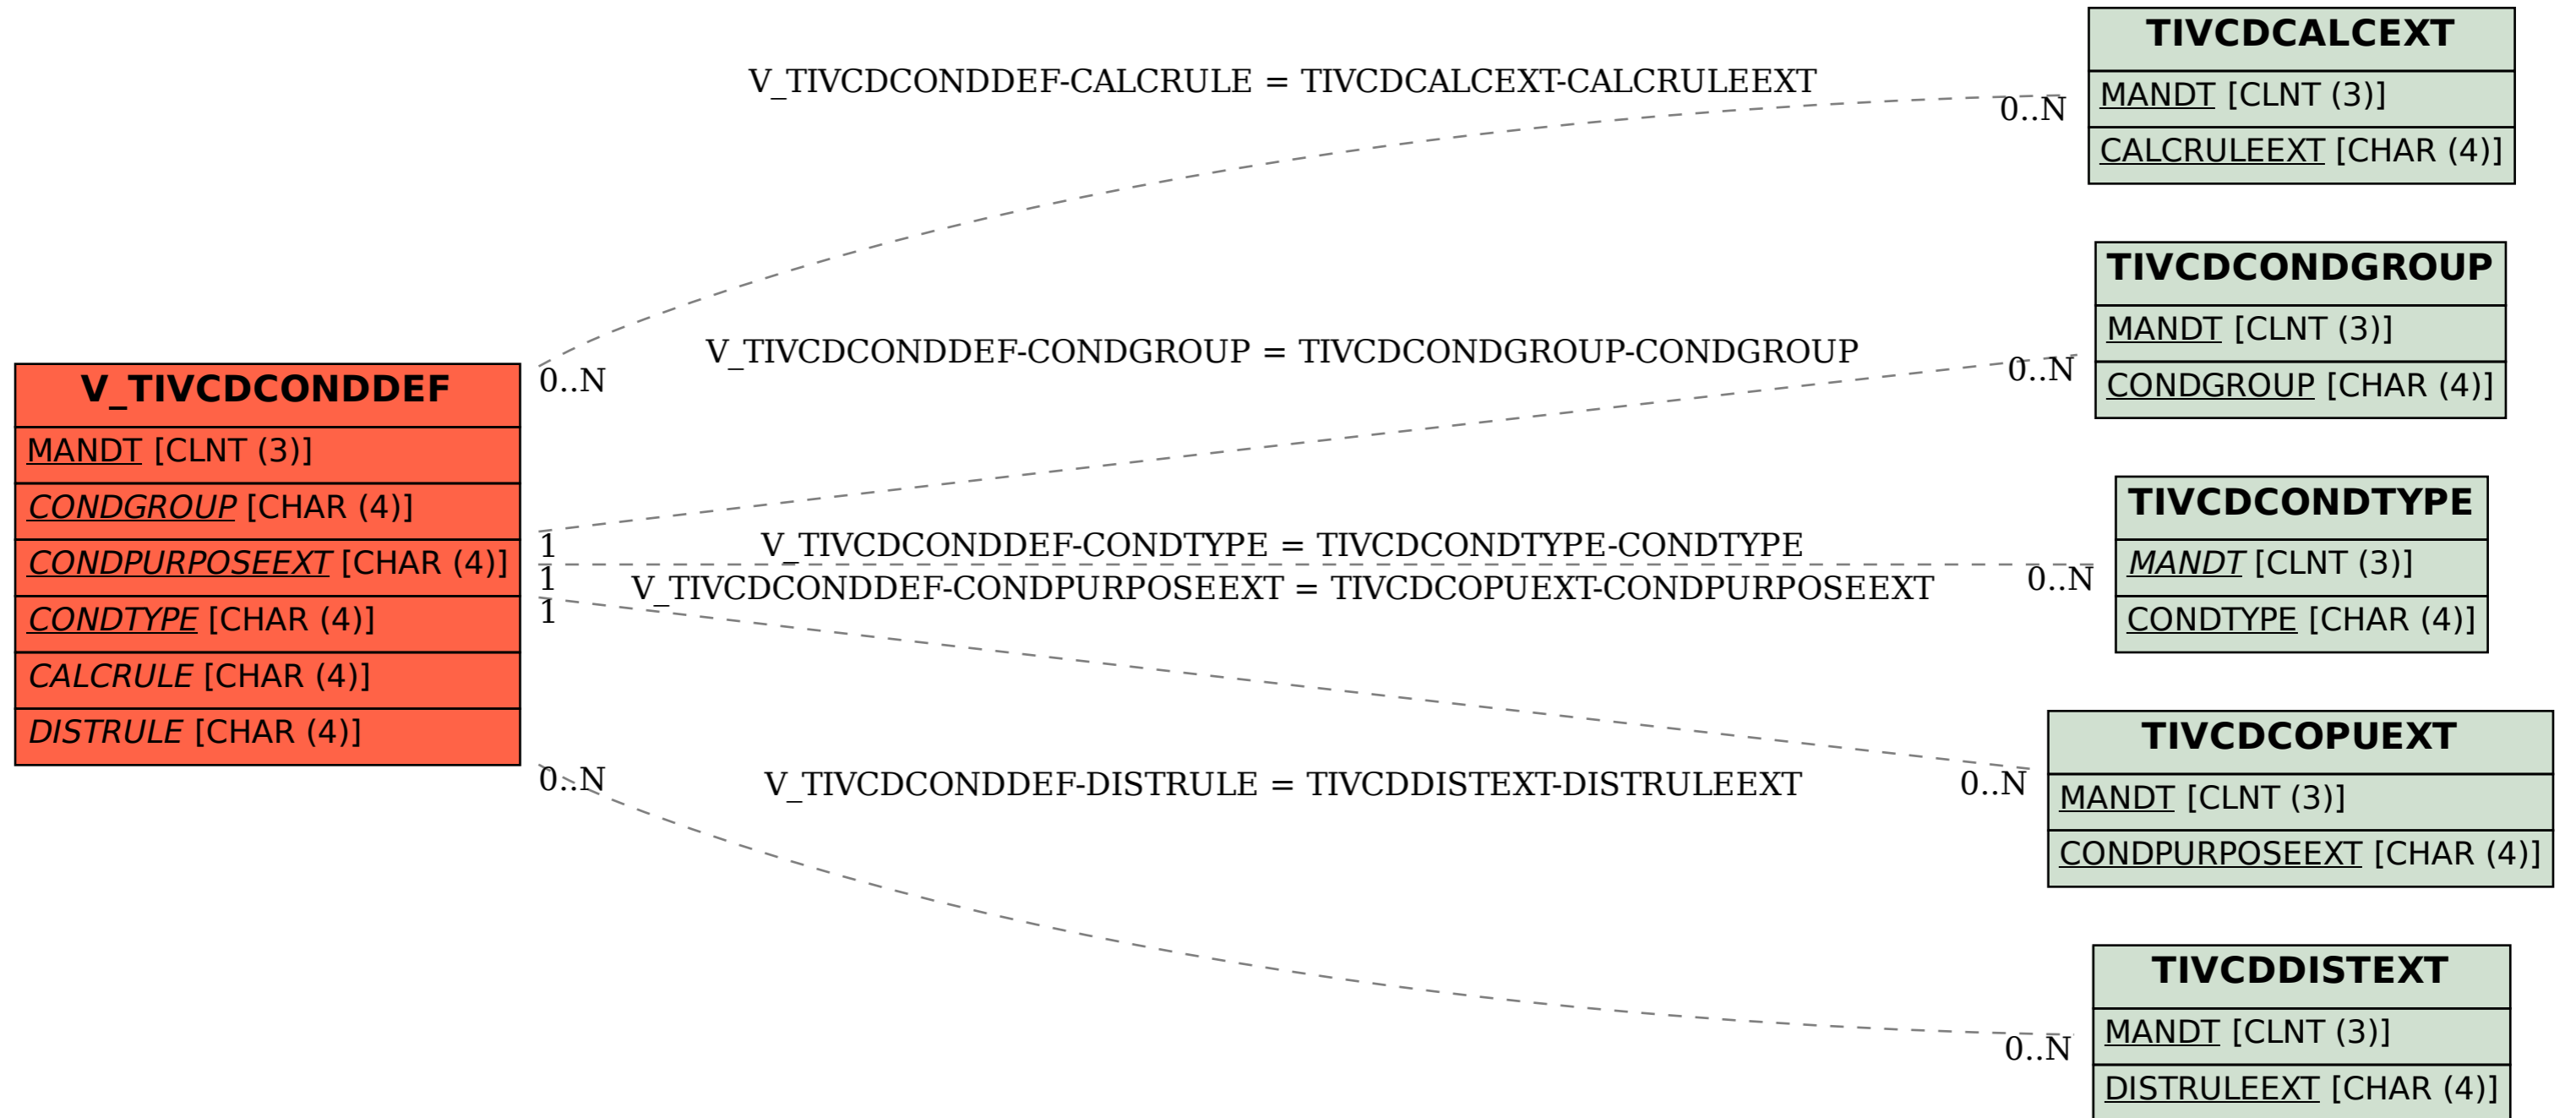 V_TIVCDCONDDEF
MANDT [CLNT (3)]
CONDGROUP [CHAR (4)]
CONDPURPOSEEXT [CHAR (4)]
CONDTYPE [CHAR (4)]
CALCRULE [CHAR (4)]
DISTRULE [CHAR (4)]
V_TIVCDCONDDEF-CALCRULE = TIVCDCALCEXT-CALCRULEEXT
0..N
0..N
V_TIVCDCONDDEF-CONDGROUP = TIVCDCONDGROUP-CONDGROUP
1
0..N
V_TIVCDCONDDEF-CONDTYPE = TIVCDCONDTYPE-CONDTYPE
1
0..N
V_TIVCDCONDDEF-CONDPURPOSEEXT = TIVCDCOPUEXT-CONDPURPOSEEXT
1
0..N
V_TIVCDCONDDEF-DISTRULE = TIVCDDISTEXT-DISTRULEEXT
0..N
0..N
TIVCDCALCEXT
MANDT [CLNT (3)]
CALCRULEEXT [CHAR (4)]
TIVCDCONDGROUP
MANDT [CLNT (3)]
CONDGROUP [CHAR (4)]
TIVCDCONDTYPE
MANDT [CLNT (3)]
CONDTYPE [CHAR (4)]
TIVCDCOPUEXT
MANDT [CLNT (3)]
CONDPURPOSEEXT [CHAR (4)]
TIVCDDISTEXT
MANDT [CLNT (3)]
DISTRULEEXT [CHAR (4)]